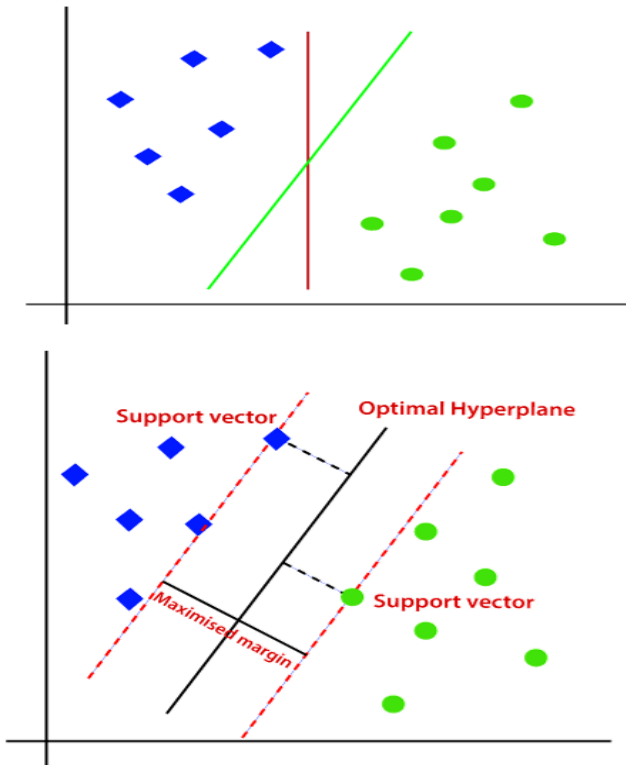 Support vector
Optimal Hyperplane
Maximised margin
Support vector